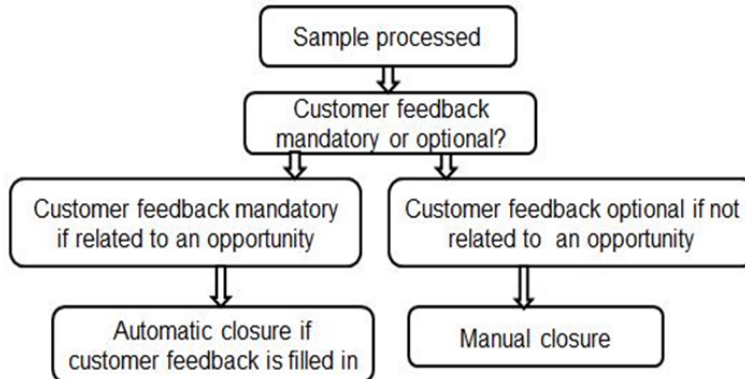 Sample processed
Customer feedback
mandatory or optional?
Customer feedback mandatory
if related to an opportunity
Customer feedback optional if not
related to an opportunity
Automatic closure if
customer feedback is filled in
Manual closure